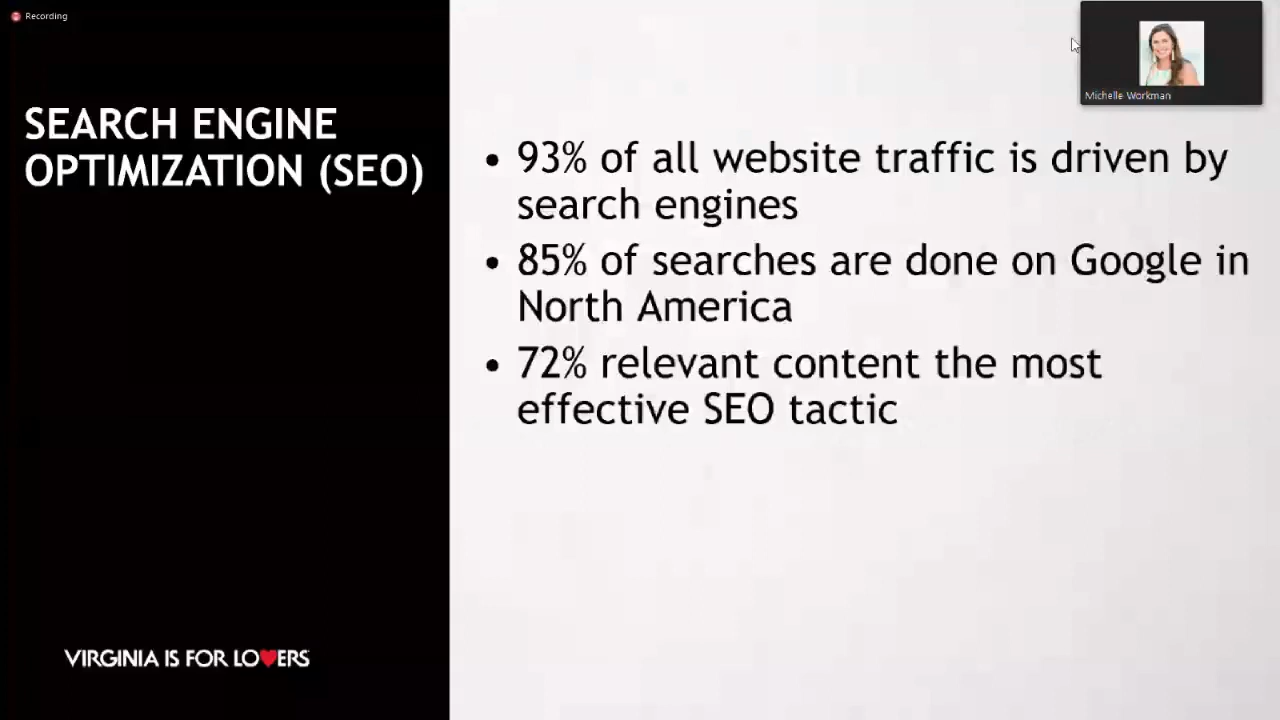 Recording
Michelle Workman
SEARCH ENGINE
OPTIMIZATION (SEO)
• 93% of all website traffic is driven by
search engines
• 85% of searches are done on Google in
North America
• 72% relevant content the most
effective SEO tactic
VIRGINIA IS FOR LO♥ERS